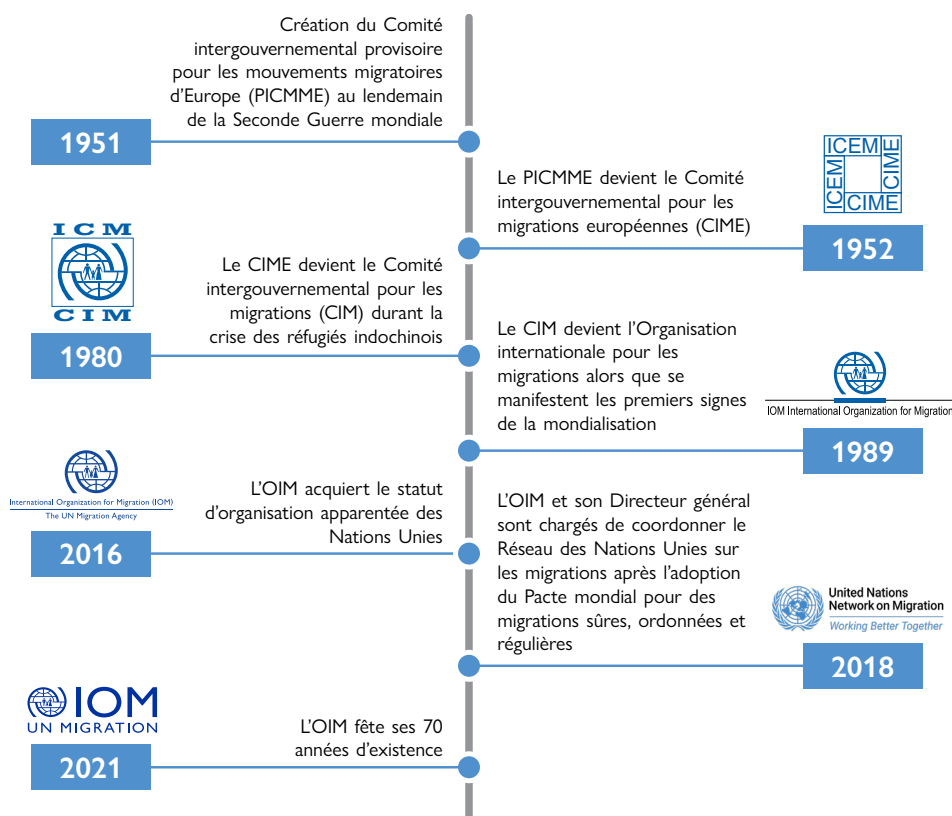 Création du Comité
intergouvernemental provisoire
pour les mouvements migratoires
d’Europe (PICMME) au lendemain
de la Seconde Guerre mondiale
1951
ICEM
CIME
ICEM
CIME
Le PICMME devient le Comité
intergouvernemental pour les
migrations européennes (CIME)
1952
ICM
CIM
Le CIME devient le Comité
intergouvernemental pour les
migrations (CIM) durant la
crise des réfugiés indochinois
1980
Le CIM devient l’Organisation
internationale pour les
migrations alors que se
manifestent les premiers signes
de la mondialisation
IOM International Organization for Migration
1989
International Organization for Migration (IOM)
The UN Migration Agency
L’OIM acquiert le statut
d’organisation apparentée des
Nations Unies
2016
L’OIM et son Directeur général
sont chargés de coordonner le
Réseau des Nations Unies sur
les migrations après l’adoption
du Pacte mondial pour des
migrations sûres, ordonnées et
régulières
United Nations
Network on Migration
Working Better Together
2018
IOM
UN MIGRATION
L’OIM fête ses 70
années d’existence
2021